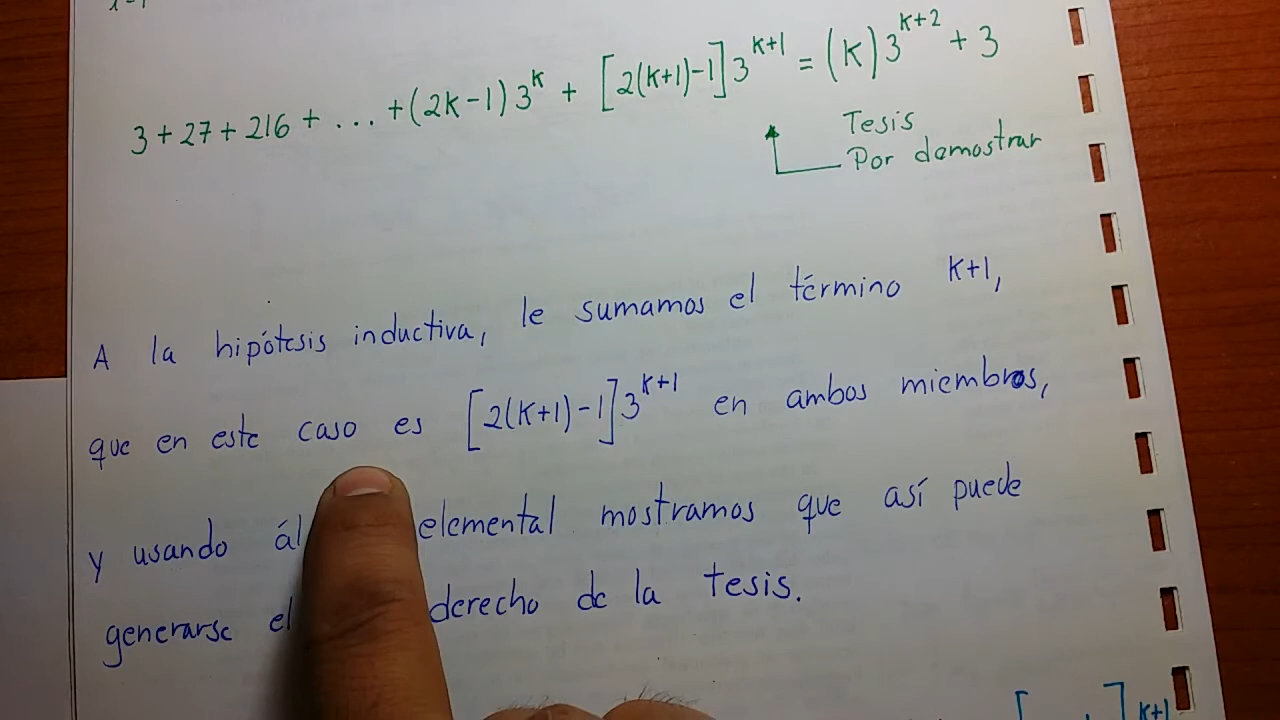 3 + 27 + 216 + ... + (2K-1) 3^K + [2(K+1)-1] 3^{K+1} = (K) 3^{K+2} + 3
Tesis
Por demostrar
A la hipótesis inductiva, le sumamos el término K+1,
que en este caso es [2(K+1)-1] 3^{K+1} en ambos miembros,
y usando elemental mostramos que así puede
generarse el derecho de la tesis.